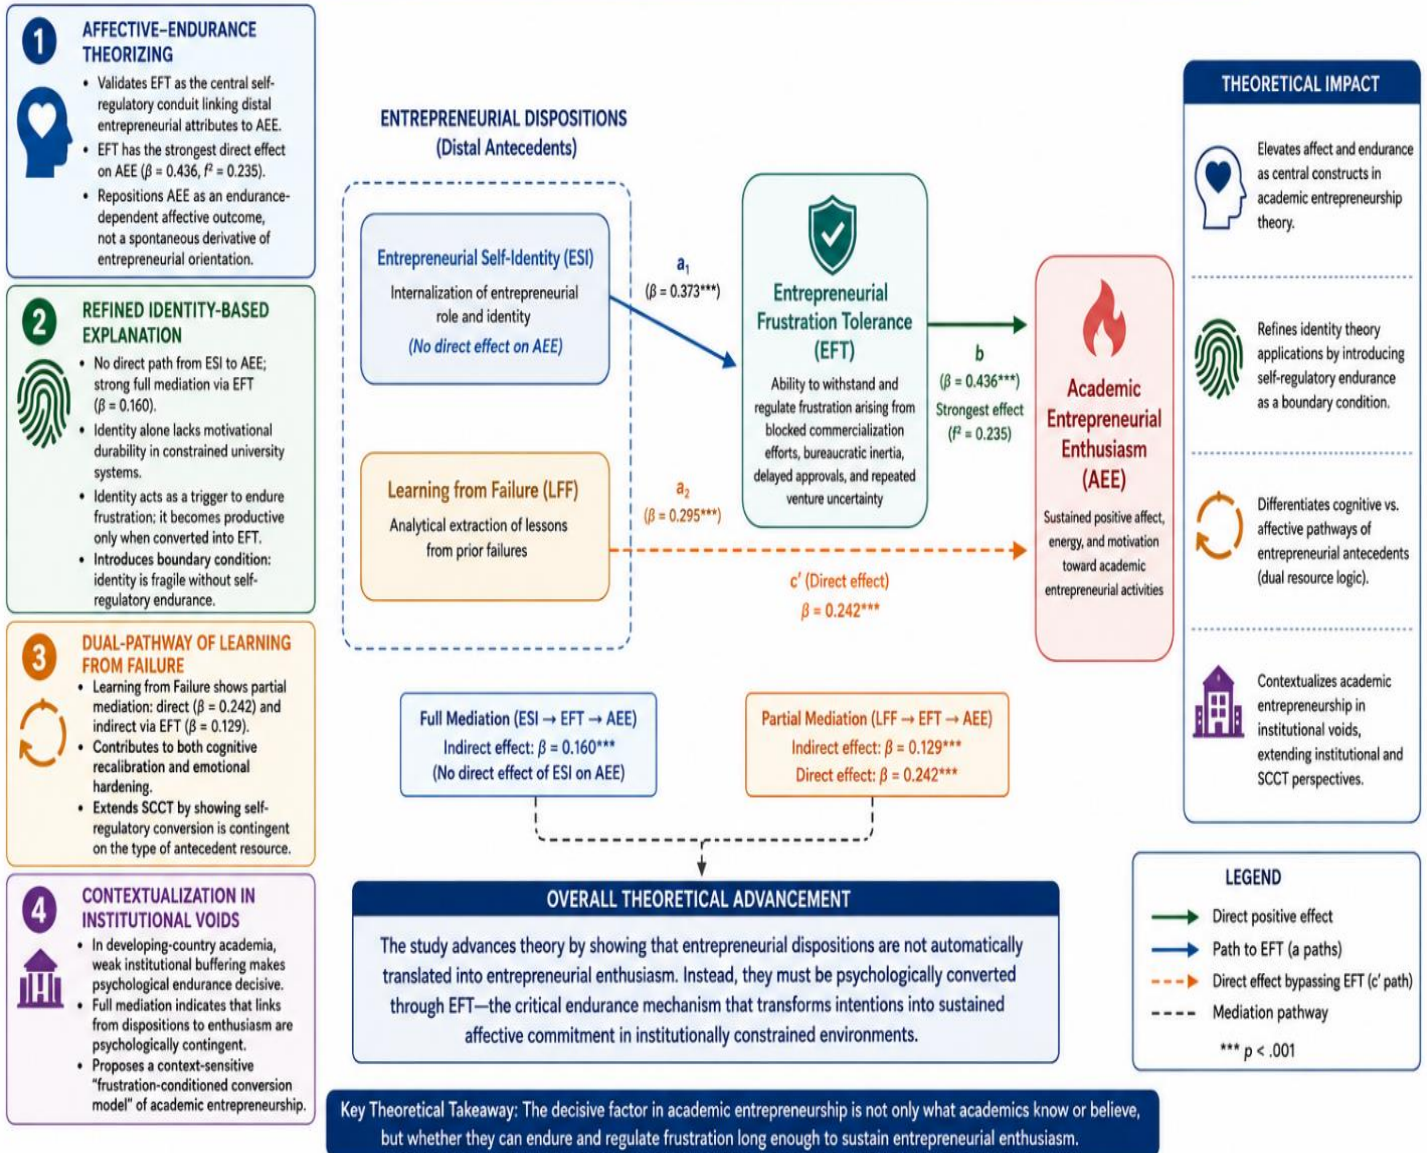 1
AFFECTIVE–ENDURANCE
THEORIZING
• Validates EFT as the central self-
regulatory conduit linking distal
entrepreneurial attributes to AEE.
• EFT has the strongest direct effect
on AEE (β = 0.436, f² = 0.235).
• Repositions AEE as an endurance-
dependent affective outcome,
not a spontaneous derivative of
entrepreneurial orientation.
2
REFINED IDENTITY-BASED
EXPLANATION
• No direct path from ESI to AEE;
strong full mediation via EFT
(β = 0.160).
• Identity alone lacks motivational
durability in constrained university
systems.
• Identity acts as a trigger to endure
frustration; it becomes productive
only when converted into EFT.
• Introduces boundary condition:
identity is fragile without self-
regulatory endurance.
3
DUAL-PATHWAY OF LEARNING
FROM FAILURE
• Learning from Failure shows partial
mediation: direct (β = 0.242) and
indirect via EFT (β = 0.129).
• Contributes to both cognitive
recalibration and emotional
hardening.
• Extends SCCT by showing self-
regulatory conversion is contingent
on the type of antecedent resource.
4
CONTEXTUALIZATION IN
INSTITUTIONAL VOIDS
• In developing-country academia,
weak institutional buffering makes
psychological endurance decisive.
• Full mediation indicates that links
from dispositions to enthusiasm are
psychologically contingent.
• Proposes a context-sensitive
"frustration-conditioned conversion
model" of academic entrepreneurship.
ENTREPRENEURIAL DISPOSITIONS
(Distal Antecedents)
Entrepreneurial Self-Identity (ESI)
Internalization of entrepreneurial
role and identity
(No direct effect on AEE)
Learning from Failure (LFF)
Analytical extraction of lessons
from prior failures
a₁
(β = 0.373***)
a₂
(β = 0.295***)
Entrepreneurial
Frustration Tolerance
(EFT)
Ability to withstand and
regulate frustration arising from
blocked commercialization
efforts, bureaucratic inertia,
delayed approvals, and repeated
venture uncertainty
b
(β = 0.436***)
Strongest effect
(f² = 0.235)
c′ (Direct effect)
β = 0.242***
Academic
Entrepreneurial
Enthusiasm
(AEE)
Sustained positive affect,
energy, and motivation
toward academic
entrepreneurial activities
Full Mediation (ESI → EFT → AEE)
Indirect effect: β = 0.160***
(No direct effect of ESI on AEE)
Partial Mediation (LFF → EFT → AEE)
Indirect effect: β = 0.129***
Direct effect: β = 0.242***
OVERALL THEORETICAL ADVANCEMENT
The study advances theory by showing that entrepreneurial dispositions are not automatically
translated into entrepreneurial enthusiasm. Instead, they must be psychologically converted
through EFT—the critical endurance mechanism that transforms intentions into sustained
affective commitment in institutionally constrained environments.
Key Theoretical Takeaway: The decisive factor in academic entrepreneurship is not only what academics know or believe,
but whether they can endure and regulate frustration long enough to sustain entrepreneurial enthusiasm.
THEORETICAL IMPACT
Elevates affect and endurance
as central constructs in
academic entrepreneurship
theory.
Refines identity theory
applications by introducing
self-regulatory endurance
as a boundary condition.
Differentiates cognitive vs.
affective pathways of
entrepreneurial antecedents
(dual resource logic).
Contextualizes academic
entrepreneurship in
institutional voids,
extending institutional and
SCCT perspectives.
LEGEND
Direct positive effect
Path to EFT (a paths)
Direct effect bypassing EFT (c′ path)
Mediation pathway
*** p < .001